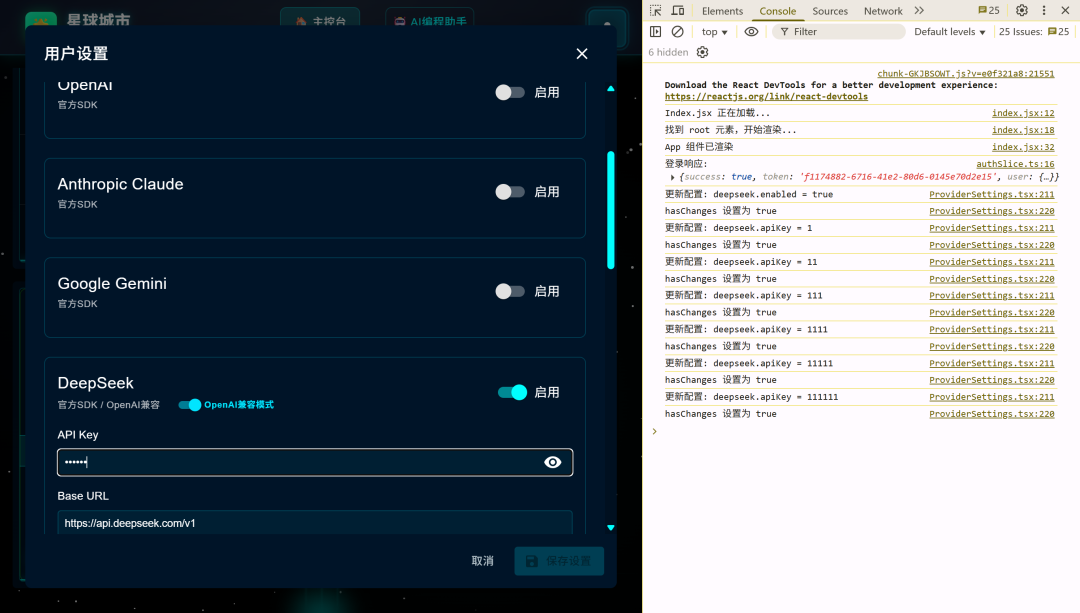 星球城市
主控台
AI编程助手
用户设置
OpenAI
官方SDK
启用
Anthropic Claude
官方SDK
启用
Google Gemini
官方SDK
启用
DeepSeek
官方SDK / OpenAI兼容
OpenAI兼容模式
启用
API Key
••••••
Base URL
https://api.deepseek.com/v1
取消
保存设置
Elements
Console
Sources
Network
25
top
Filter
Default levels
25 Issues:
25
6 hidden
chunk-GKJBSOWT.js?v=e0f321a8:21551
Download the React DevTools for a better development experience:
https://reactjs.org/link/react-devtools
Index.jsx 正在加载... index.jsx:12
找到 root 元素，开始渲染... index.jsx:18
App 组件已渲染 index.jsx:32
登录响应: authSlice.ts:16
{success: true, token: 'f1174882-6716-41e2-80d6-0145e70d2e15', user: {…}}
更新配置: deepseek.enabled = true ProviderSettings.tsx:211
hasChanges 设置为 true ProviderSettings.tsx:220
更新配置: deepseek.apiKey = 1 ProviderSettings.tsx:211
hasChanges 设置为 true ProviderSettings.tsx:220
更新配置: deepseek.apiKey = 11 ProviderSettings.tsx:211
hasChanges 设置为 true ProviderSettings.tsx:220
更新配置: deepseek.apiKey = 111 ProviderSettings.tsx:211
hasChanges 设置为 true ProviderSettings.tsx:220
更新配置: deepseek.apiKey = 1111 ProviderSettings.tsx:211
hasChanges 设置为 true ProviderSettings.tsx:220
更新配置: deepseek.apiKey = 11111 ProviderSettings.tsx:211
hasChanges 设置为 true ProviderSettings.tsx:220
更新配置: deepseek.apiKey = 111111 ProviderSettings.tsx:211
hasChanges 设置为 true ProviderSettings.tsx:220